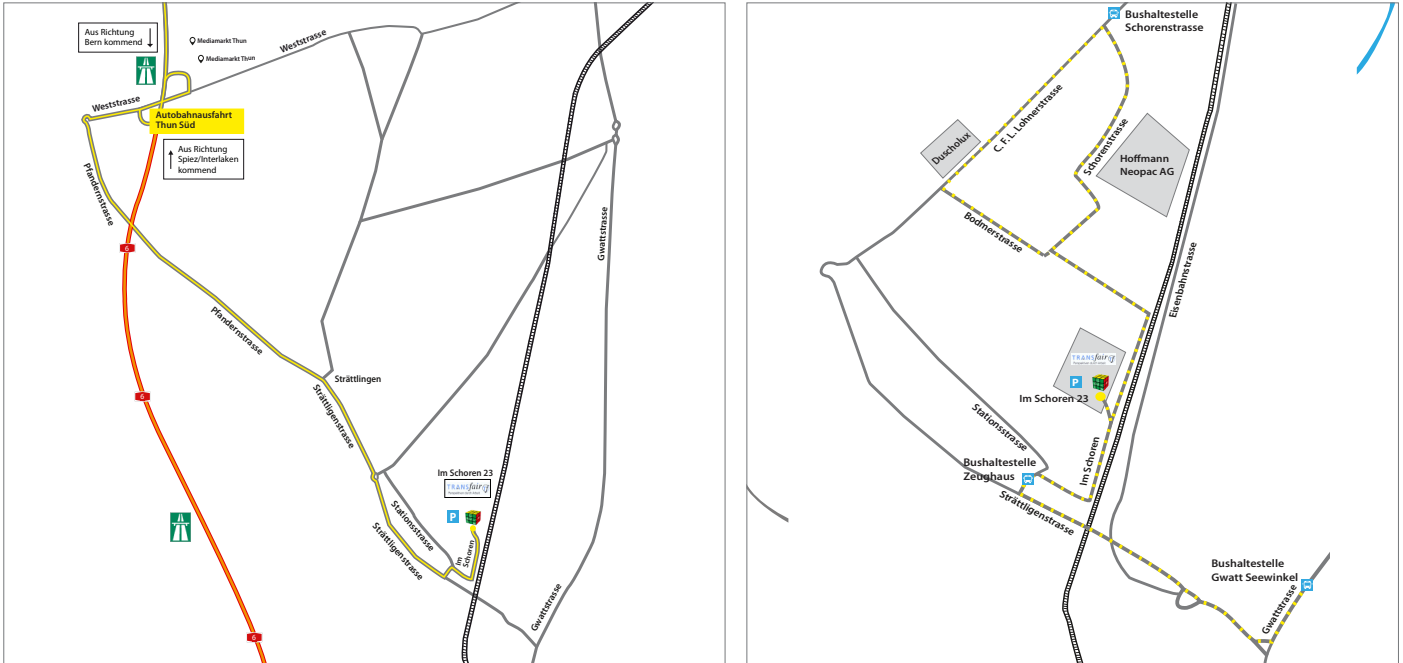 Aus Richtung
Bern kommend
Mediamarkt Thun
Mediamarkt Thun
Weststrasse
Weststrasse
Autobahnausfahrt
Thun Süd
Aus Richtung
Spiez/Interlaken
kommend
Pfandernstrasse
6
Gwattstrasse
Pfandernstrasse
Strättlingen
6
Strättligenstrasse
Im Schoren 23
TRANSfair
P
Stationsstrasse
Strättligenstrasse
Im
Schoren
Gwattstrasse
6
Bushaltestelle
Schorenstrasse
C. F. L. Lohnerstrasse
Duscholux
Schorenstrasse
Hoffmann
Neopac AG
Bodmerstrasse
Eisenbahnstrasse
TRANSfair
P
Im Schoren 23
Stationsstrasse
Im Schoren
Bushaltestelle
Zeughaus
Strättligenstrasse
Bushaltestelle
Gwatt Seewinkel
Gwattstrasse